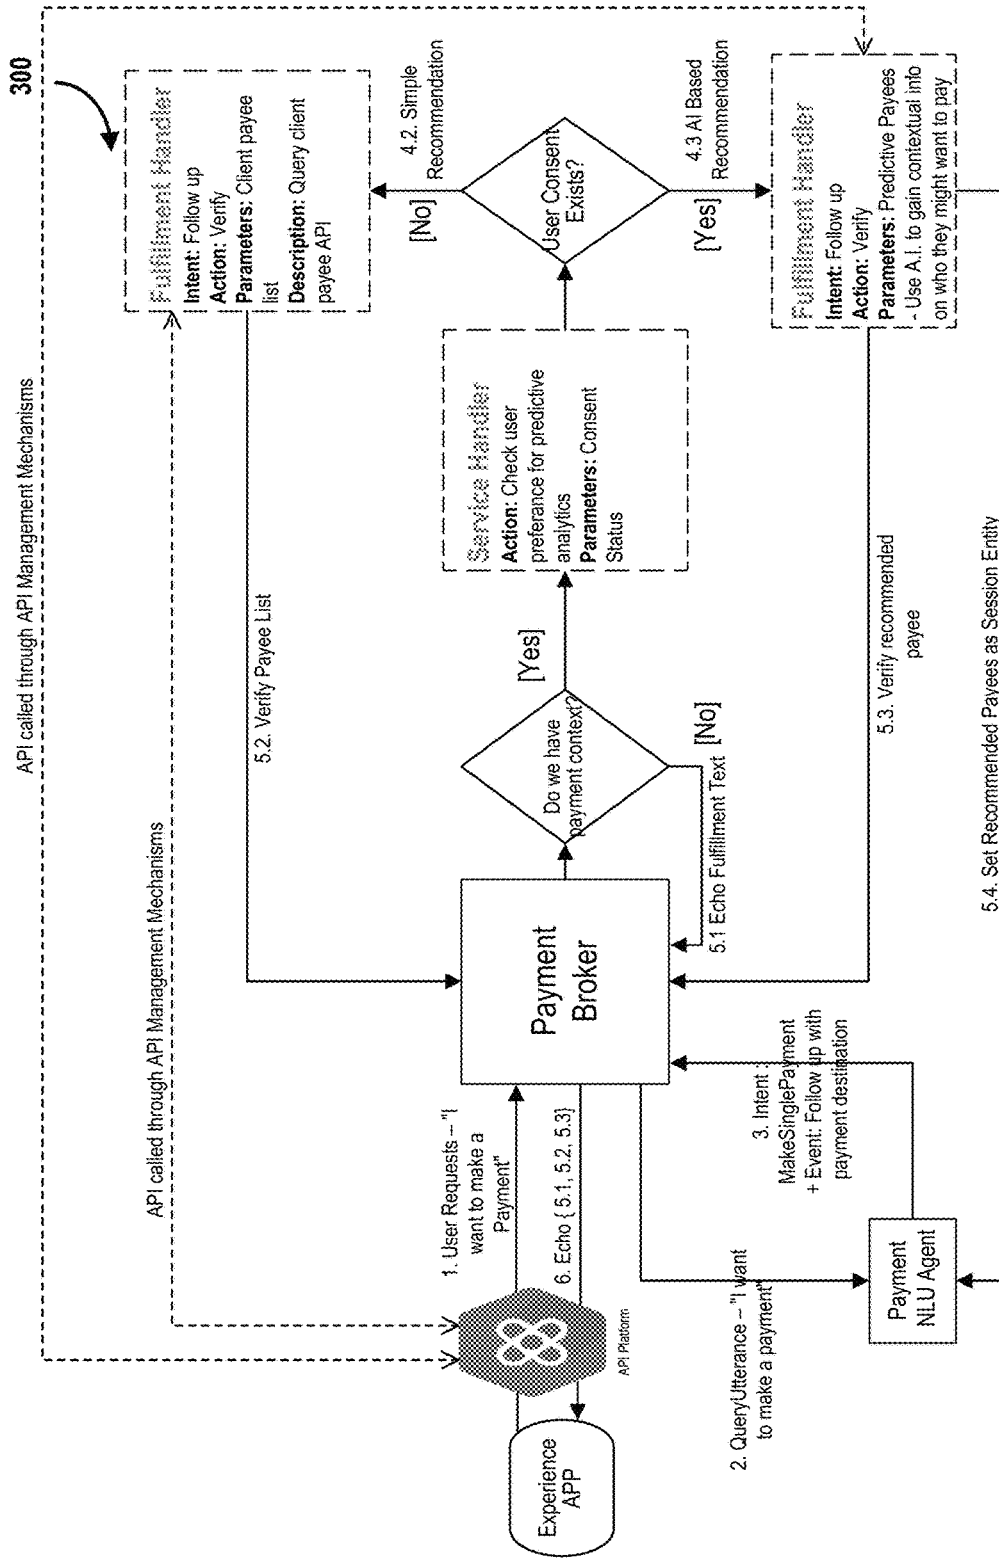 300
API called through API Management Mechanisms
API called through API Management Mechanisms
Fulfillment Handler
Intent: Follow up
Action: Verify
Parameters: Client payee
list
Description: Query client
payee API
5.2. Verify Payee List
4.2. Simple
Recommendation
[No]
User Consent
Exists?
4.3 AI Based
Recommendation
[Yes]
Service Handler
Action: Check user
preferance for predictive
analytics
Parameters: Consent
Status
[Yes]
Do we have
payment context?
[No]
5.1 Echo Fulfillment Text
Payment
Broker
1. User Requests – "I
want to make a
Payment"
6. Echo { 5.1, 5.2, 5.3}
API Platform
Experience
APP
2. QueryUtterance – "I want
to make a payment"
3. Intent :
MakeSinglePayment
+ Event: Follow up with
payment destination
Payment
NLU Agent
Fulfillment Handler
Intent: Follow up
Action: Verify
Parameters: Predictive Payees
- Use A.I. to gain contextual into
on who they might want to pay
5.3. Verify recommended
payee
5.4. Set Recommended Payees as Session Entity